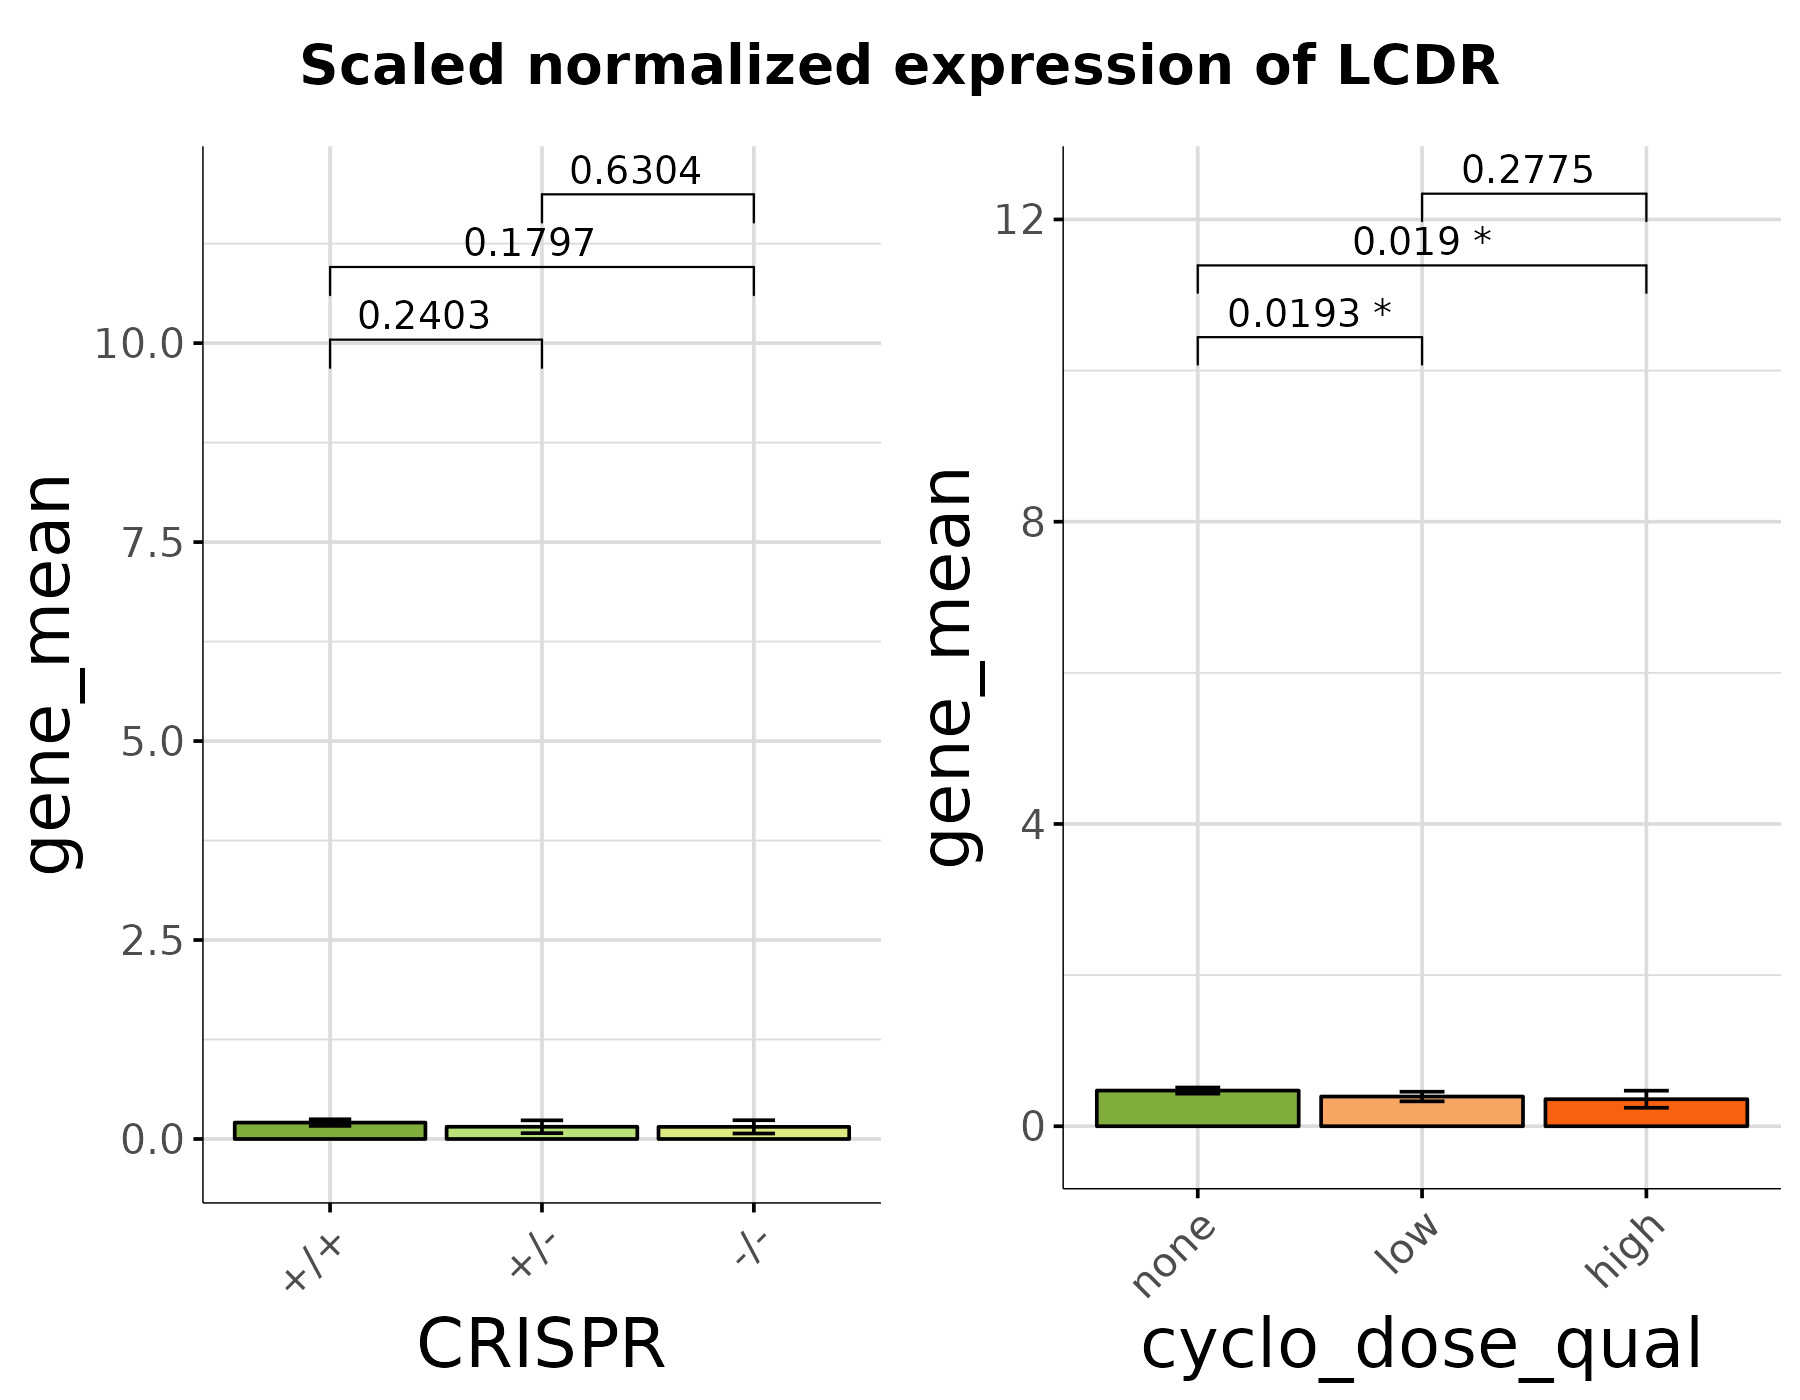 Scaled normalized expression of LCDR
gene_mean
10.0
7.5
5.0
2.5
0.0
0.6304
0.1797
0.2403
+/+
+/-
-/-
CRISPR
gene_mean
12
8
4
0
0.2775
0.019 *
0.0193 *
none
low
high
cyclo_dose_qual